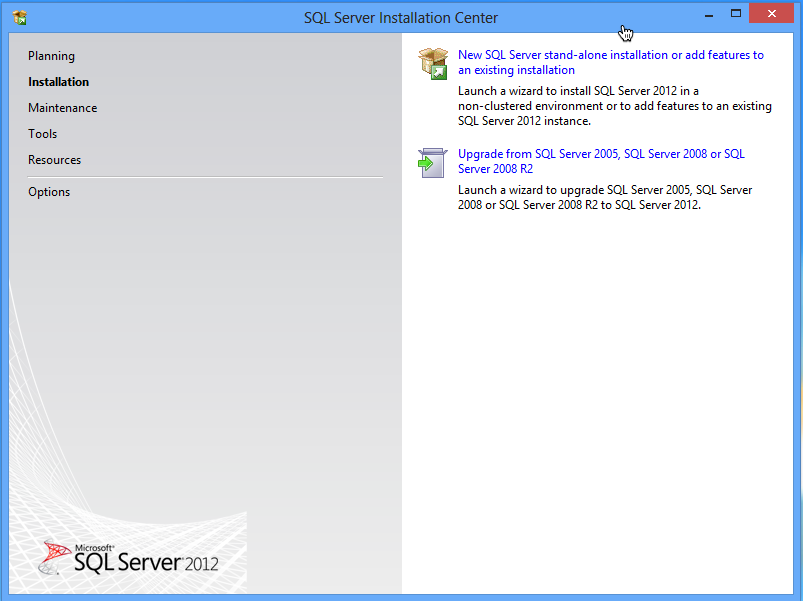 SQL Server Installation Center
Planning
Installation
Maintenance
Tools
Resources
Options
New SQL Server stand-alone installation or add features to
an existing installation
Launch a wizard to install SQL Server 2012 in a
non-clustered environment or to add features to an existing
SQL Server 2012 instance.
Upgrade from SQL Server 2005, SQL Server 2008 or SQL
Server 2008 R2
Launch a wizard to upgrade SQL Server 2005, SQL Server
2008 or SQL Server 2008 R2 to SQL Server 2012.
Microsoft®
SQL Server® 2012